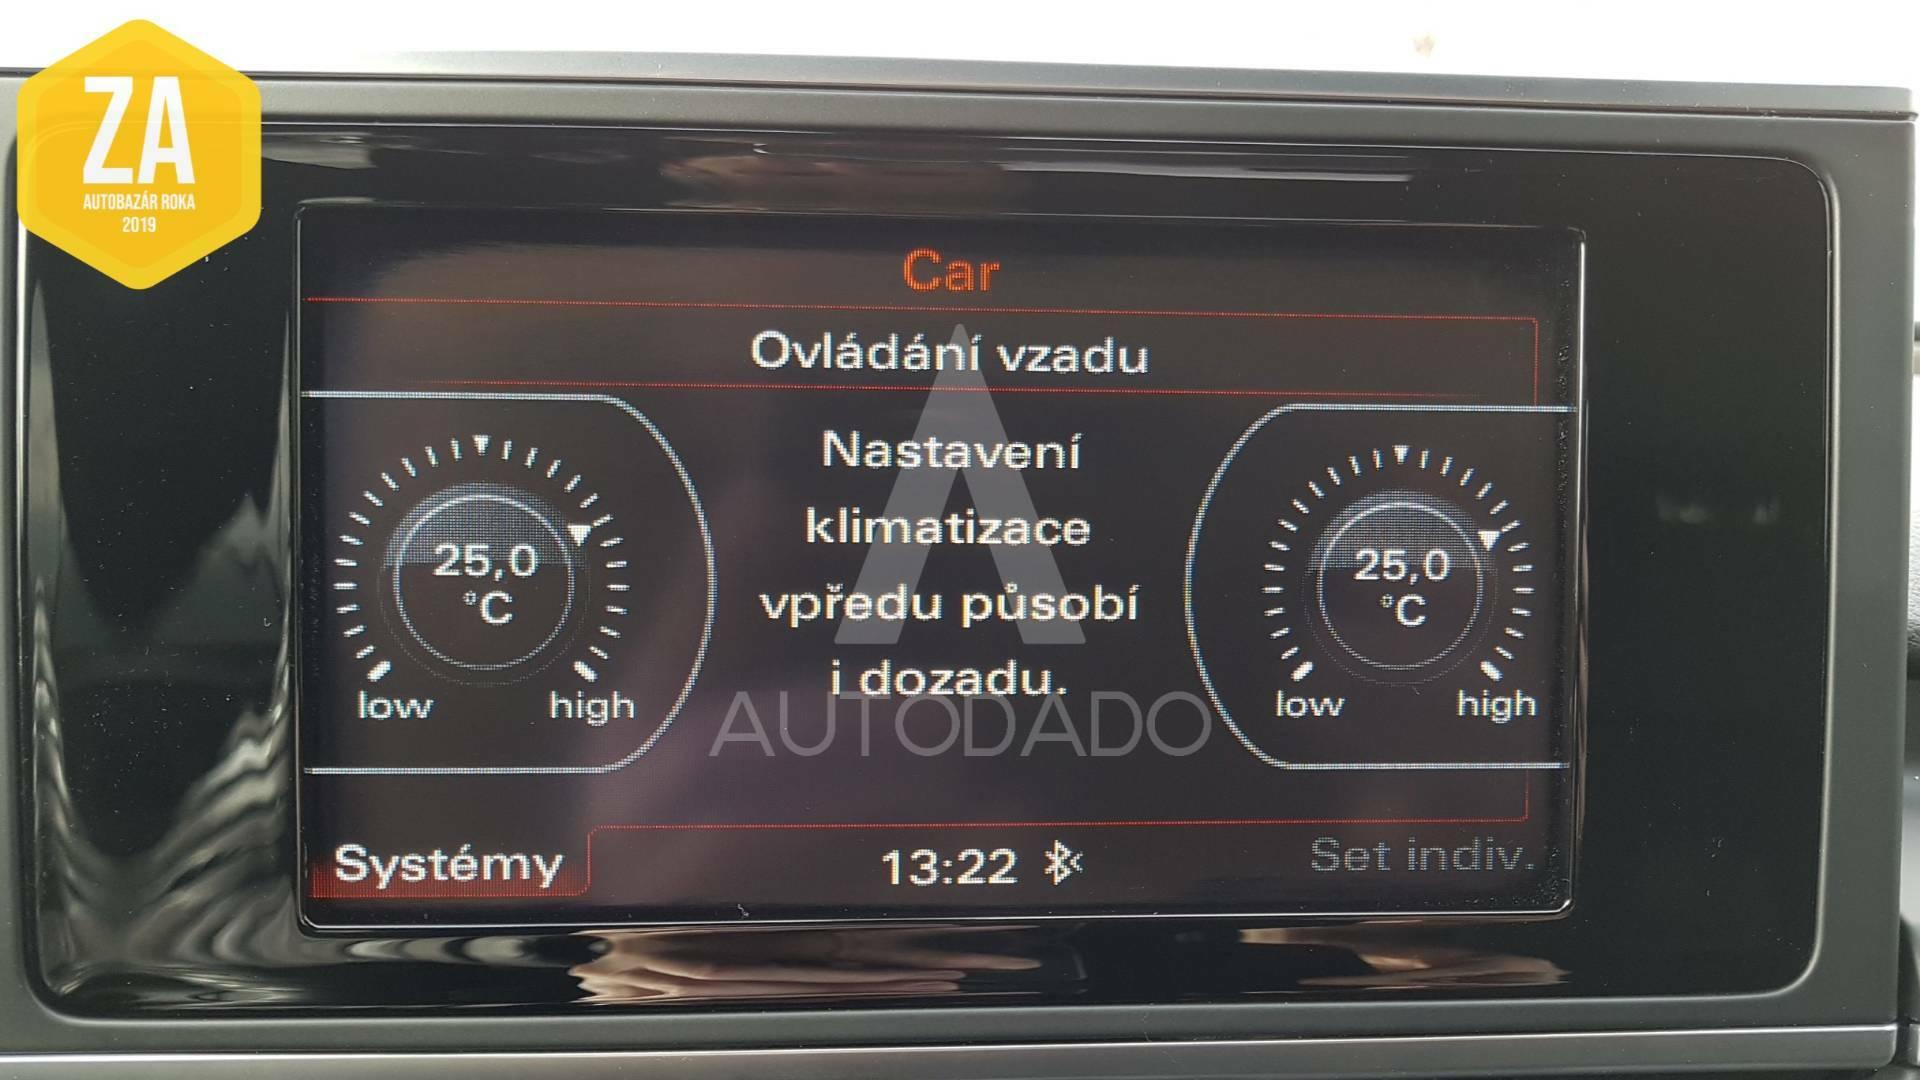 ZA
AUTOBAZÁR ROKA
2019
Car
Ovládání vzadu
Nastavení
klimatizace
vpředu působí
i dozadu.
25,0
°C
low
high
25,0
°C
low
high
AUTODADO
Systémy
13:22
Set indiv.